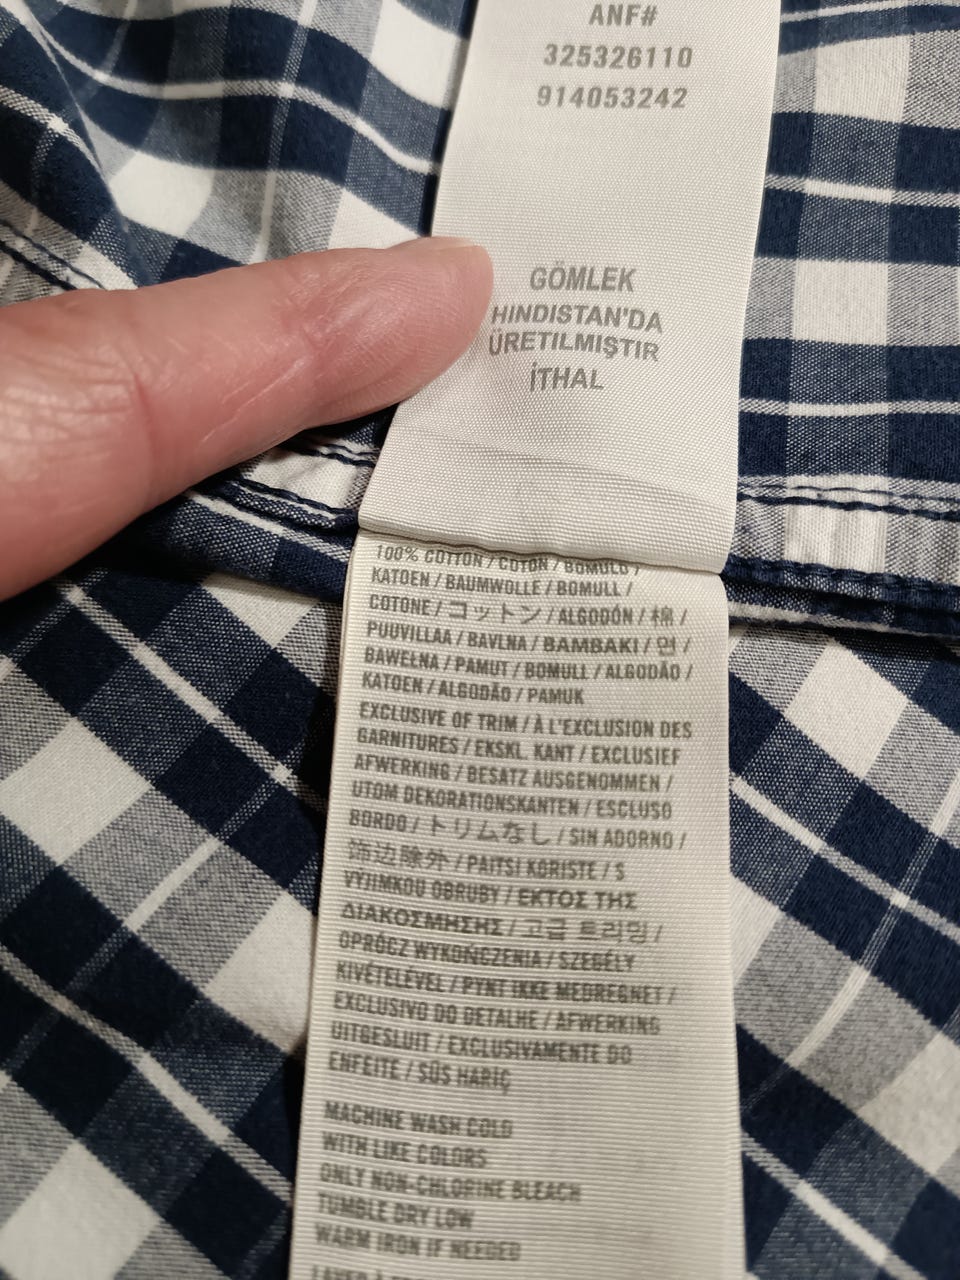 ANF#
325326110
914053242
GÖMLEK
HINDISTAN'DA
ÜRETILMIŞTIR
İTHAL
100% COTTON / COTON / BOMULD /
KATOEN / BAUMWOLLE / BOMULL /
COTONE / コットン / ALGODÓN / 棉 /
PUUVILLAA / BAVLNA / BAMBAKI / 면 /
BAWEŁNA / PAMUT / BOMULL / ALGODÃO /
KATOEN / ALGODÃO / PAMUK
EXCLUSIVE OF TRIM / À L'EXCLUSION DES
GARNITURES / EKSKL. KANT / EXCLUSIEF
AFWERKING / BESATZ AUSGENOMMEN /
UTOM DEKORATIONSKANTEN / ESCLUSO
BORDO / トリムなし / SIN ADORNO /
饰边除外 / PAITSI KORISTE / S
VÝJIMKOU OBRUBY / ΕΚΤΟΣ ΤΗΣ
ΔΙΑΚΟΣΜΗΣΗΣ / 고급 트리밍 /
OPRÓCZ WYKOŃCZENIA / SZEGÉLY
KIVÉTELÉVEL / PYNT IKKE MEDREGNET /
EXCLUSIVO DO DETALHE / AFWERKING
UITGESLUIT / EXCLUSIVAMENTE DO
ENFEITE / SÜS HARİÇ
MACHINE WASH COLD
WITH LIKE COLORS
ONLY NON-CHLORINE BLEACH
TUMBLE DRY LOW
WARM IRON IF NEEDED